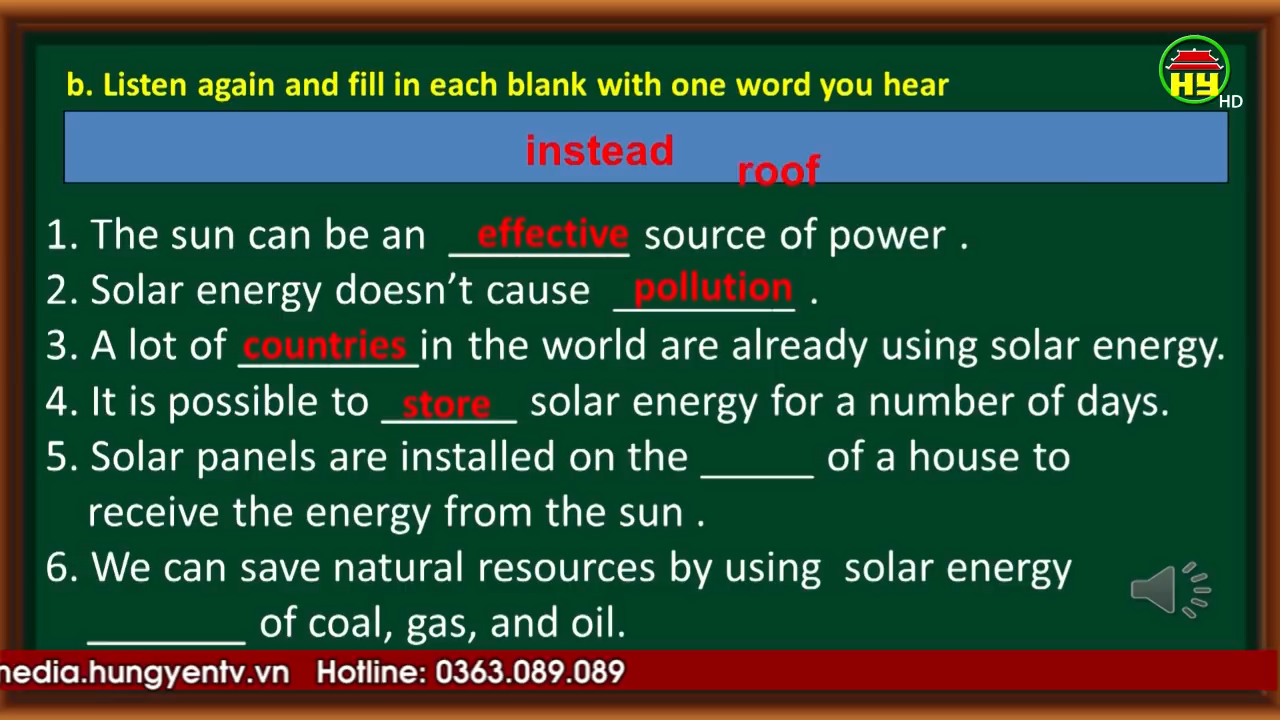 HY
HD
b. Listen again and fill in each blank with one word you hear
instead roof
1. The sun can be an effective source of power .
2. Solar energy doesn’t cause pollution .
3. A lot of countries in the world are already using solar energy.
4. It is possible to store solar energy for a number of days.
5. Solar panels are installed on the _____ of a house to
receive the energy from the sun .
6. We can save natural resources by using solar energy
_______ of coal, gas, and oil.
media.hungyentv.vn Hotline: 0363.089.089